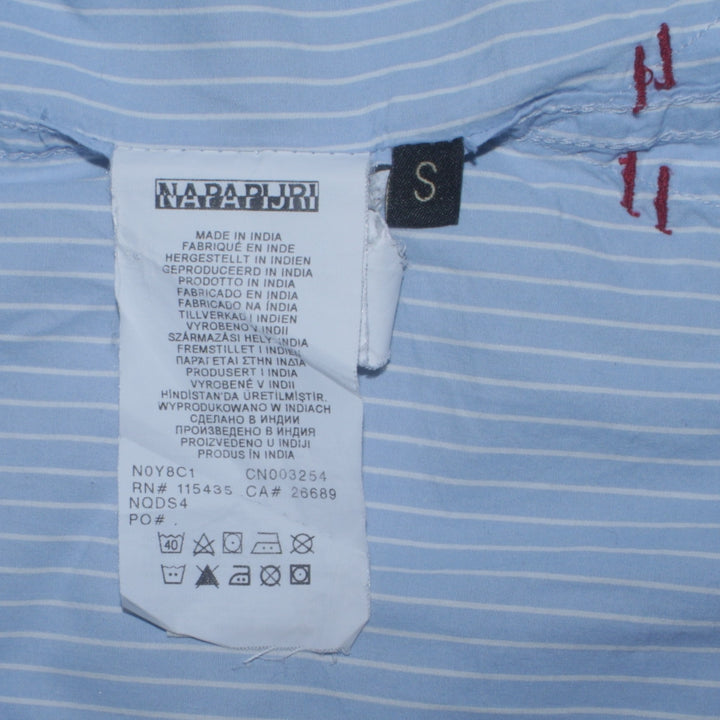 NAPAPIJRI
S
MADE IN INDIA
FABRIQUÉ EN INDE
HERGESTELLT IN INDIEN
GEPRODUCEERD IN INDIA
PRODOTTO IN INDIA
FABRICADO EN INDIA
FABRICADO NA ÍNDIA
TILLVERKAD I INDIEN
VYROBENO V INDII
SZÁRMAZÁSI HELY INDIA
FREMSTILLET I INDIEN
ΠΑΡΑΓΕΤΑΙ ΣΤΗΝ ΙΝΔΙΑ
PRODUSERT I INDIA
VYROBENÉ V INDII
HİNDİSTAN'DA ÜRETİLMİŞTİR.
WYPRODUKOWANO W INDIACH
СДЕЛАНО В ИНДИЯ
ПРОИЗВЕДЕНО В ИНДИИ
PROIZVEDENO U INDIJI
PRODUS ÎN INDIA
N0Y8C1 CN003254
RN# 115435 CA# 26689
NQDS4
PO# .
40